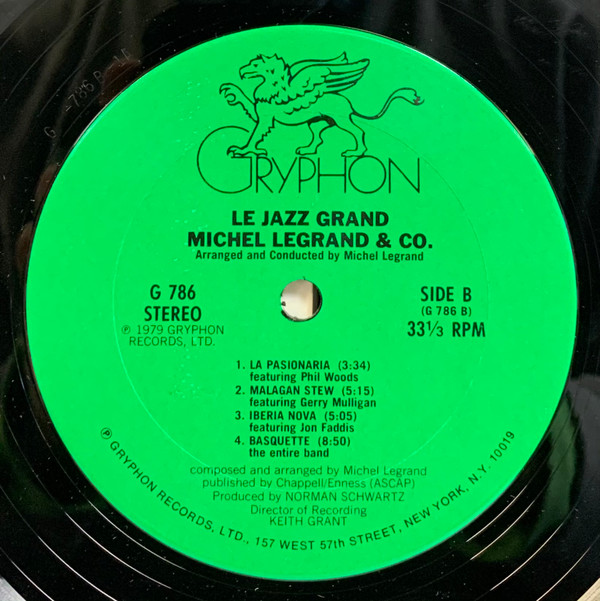 G -786 B
GRYPHON
LE JAZZ GRAND
MICHEL LEGRAND & CO.
Arranged and Conducted by Michel Legrand
G 786
STEREO
℗ 1979 GRYPHON
RECORDS, LTD.
SIDE B
(G 786 B)
33⅓ RPM
1. LA PASIONARIA (3:34)
featuring Phil Woods
2. MALAGAN STEW (5:15)
featuring Gerry Mulligan
3. IBERIA NOVA (5:05)
featuring Jon Faddis
4. BASQUETTE (8:50)
the entire band
composed and arranged by Michel Legrand
published by Chappell/Enness (ASCAP)
Produced by NORMAN SCHWARTZ
Director of Recording
KEITH GRANT
℗ GRYPHON RECORDS, LTD., 157 WEST 57th STREET, NEW YORK, N.Y. 10019